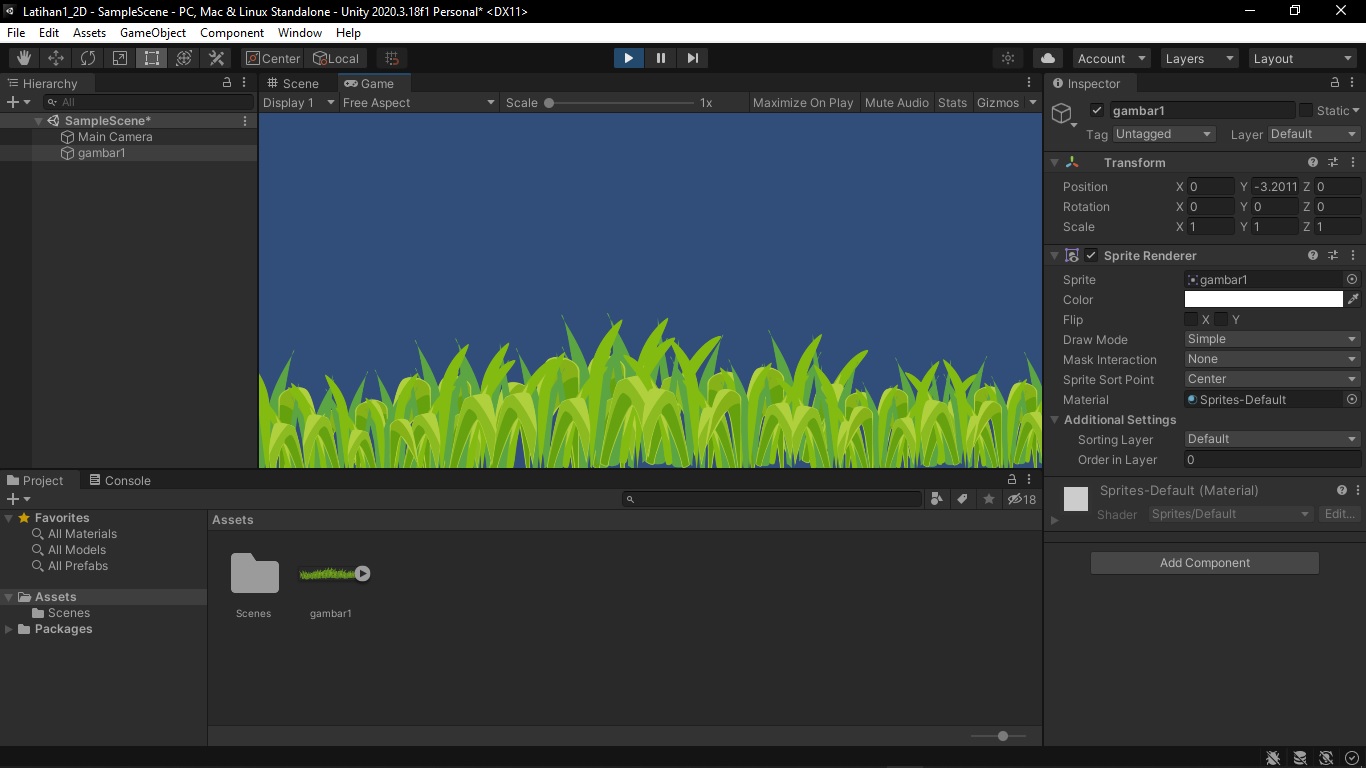 Latihan1_2D - SampleScene - PC, Mac & Linux Standalone - Unity 2020.3.18f1 Personal* <DX11>
File Edit Assets GameObject Component Window Help
Center Local Account Layers Layout
Hierarchy
All
SampleScene*
Main Camera
gambar1
Scene Game
Display 1 Free Aspect Scale 1x Maximize On Play Mute Audio Stats Gizmos
Inspector
gambar1 Static
Tag Untagged Layer Default
Transform
Position X 0 Y -3.2011 Z 0
Rotation X 0 Y 0 Z 0
Scale X 1 Y 1 Z 1
Sprite Renderer
Sprite gambar1
Color
Flip X Y
Draw Mode Simple
Mask Interaction None
Sprite Sort Point Center
Material Sprites-Default
Additional Settings
Sorting Layer Default
Order in Layer 0
Sprites-Default (Material)
Shader Sprites/Default Edit...
Add Component
Project Console
18
Favorites
All Materials
All Models
All Prefabs
Assets
Scenes
Packages
Assets
Scenes gambar1